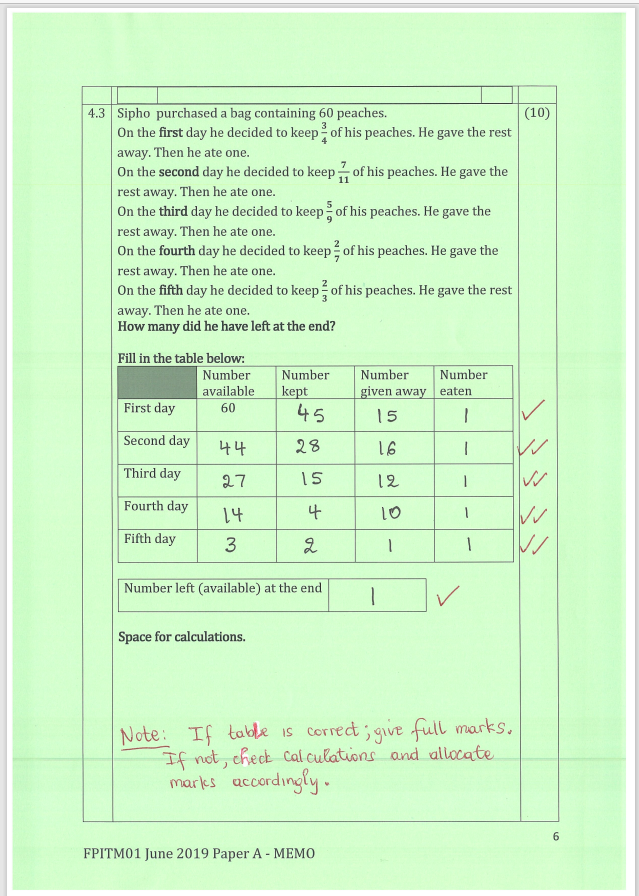 4.3 Sipho purchased a bag containing 60 peaches. (10)
On the first day he decided to keep 3/4 of his peaches. He gave the rest
away. Then he ate one.
On the second day he decided to keep 7/11 of his peaches. He gave the
rest away. Then he ate one.
On the third day he decided to keep 5/9 of his peaches. He gave the
rest away. Then he ate one.
On the fourth day he decided to keep 2/7 of his peaches. He gave the
rest away. Then he ate one.
On the fifth day he decided to keep 2/3 of his peaches. He gave the rest
away. Then he ate one.
How many did he have left at the end?
Fill in the table below:
Number available Number kept Number given away Number eaten
First day 60 45 15 1 ✓
Second day 44 28 16 1 ✓✓
Third day 27 15 12 1 ✓✓
Fourth day 14 4 10 1 ✓✓
Fifth day 3 2 1 1 ✓✓
Number left (available) at the end 1 ✓
Space for calculations.
Note: If table is correct; give full marks.
If not, check calculations and allocate
marks accordingly.
6
FPITM01 June 2019 Paper A - MEMO